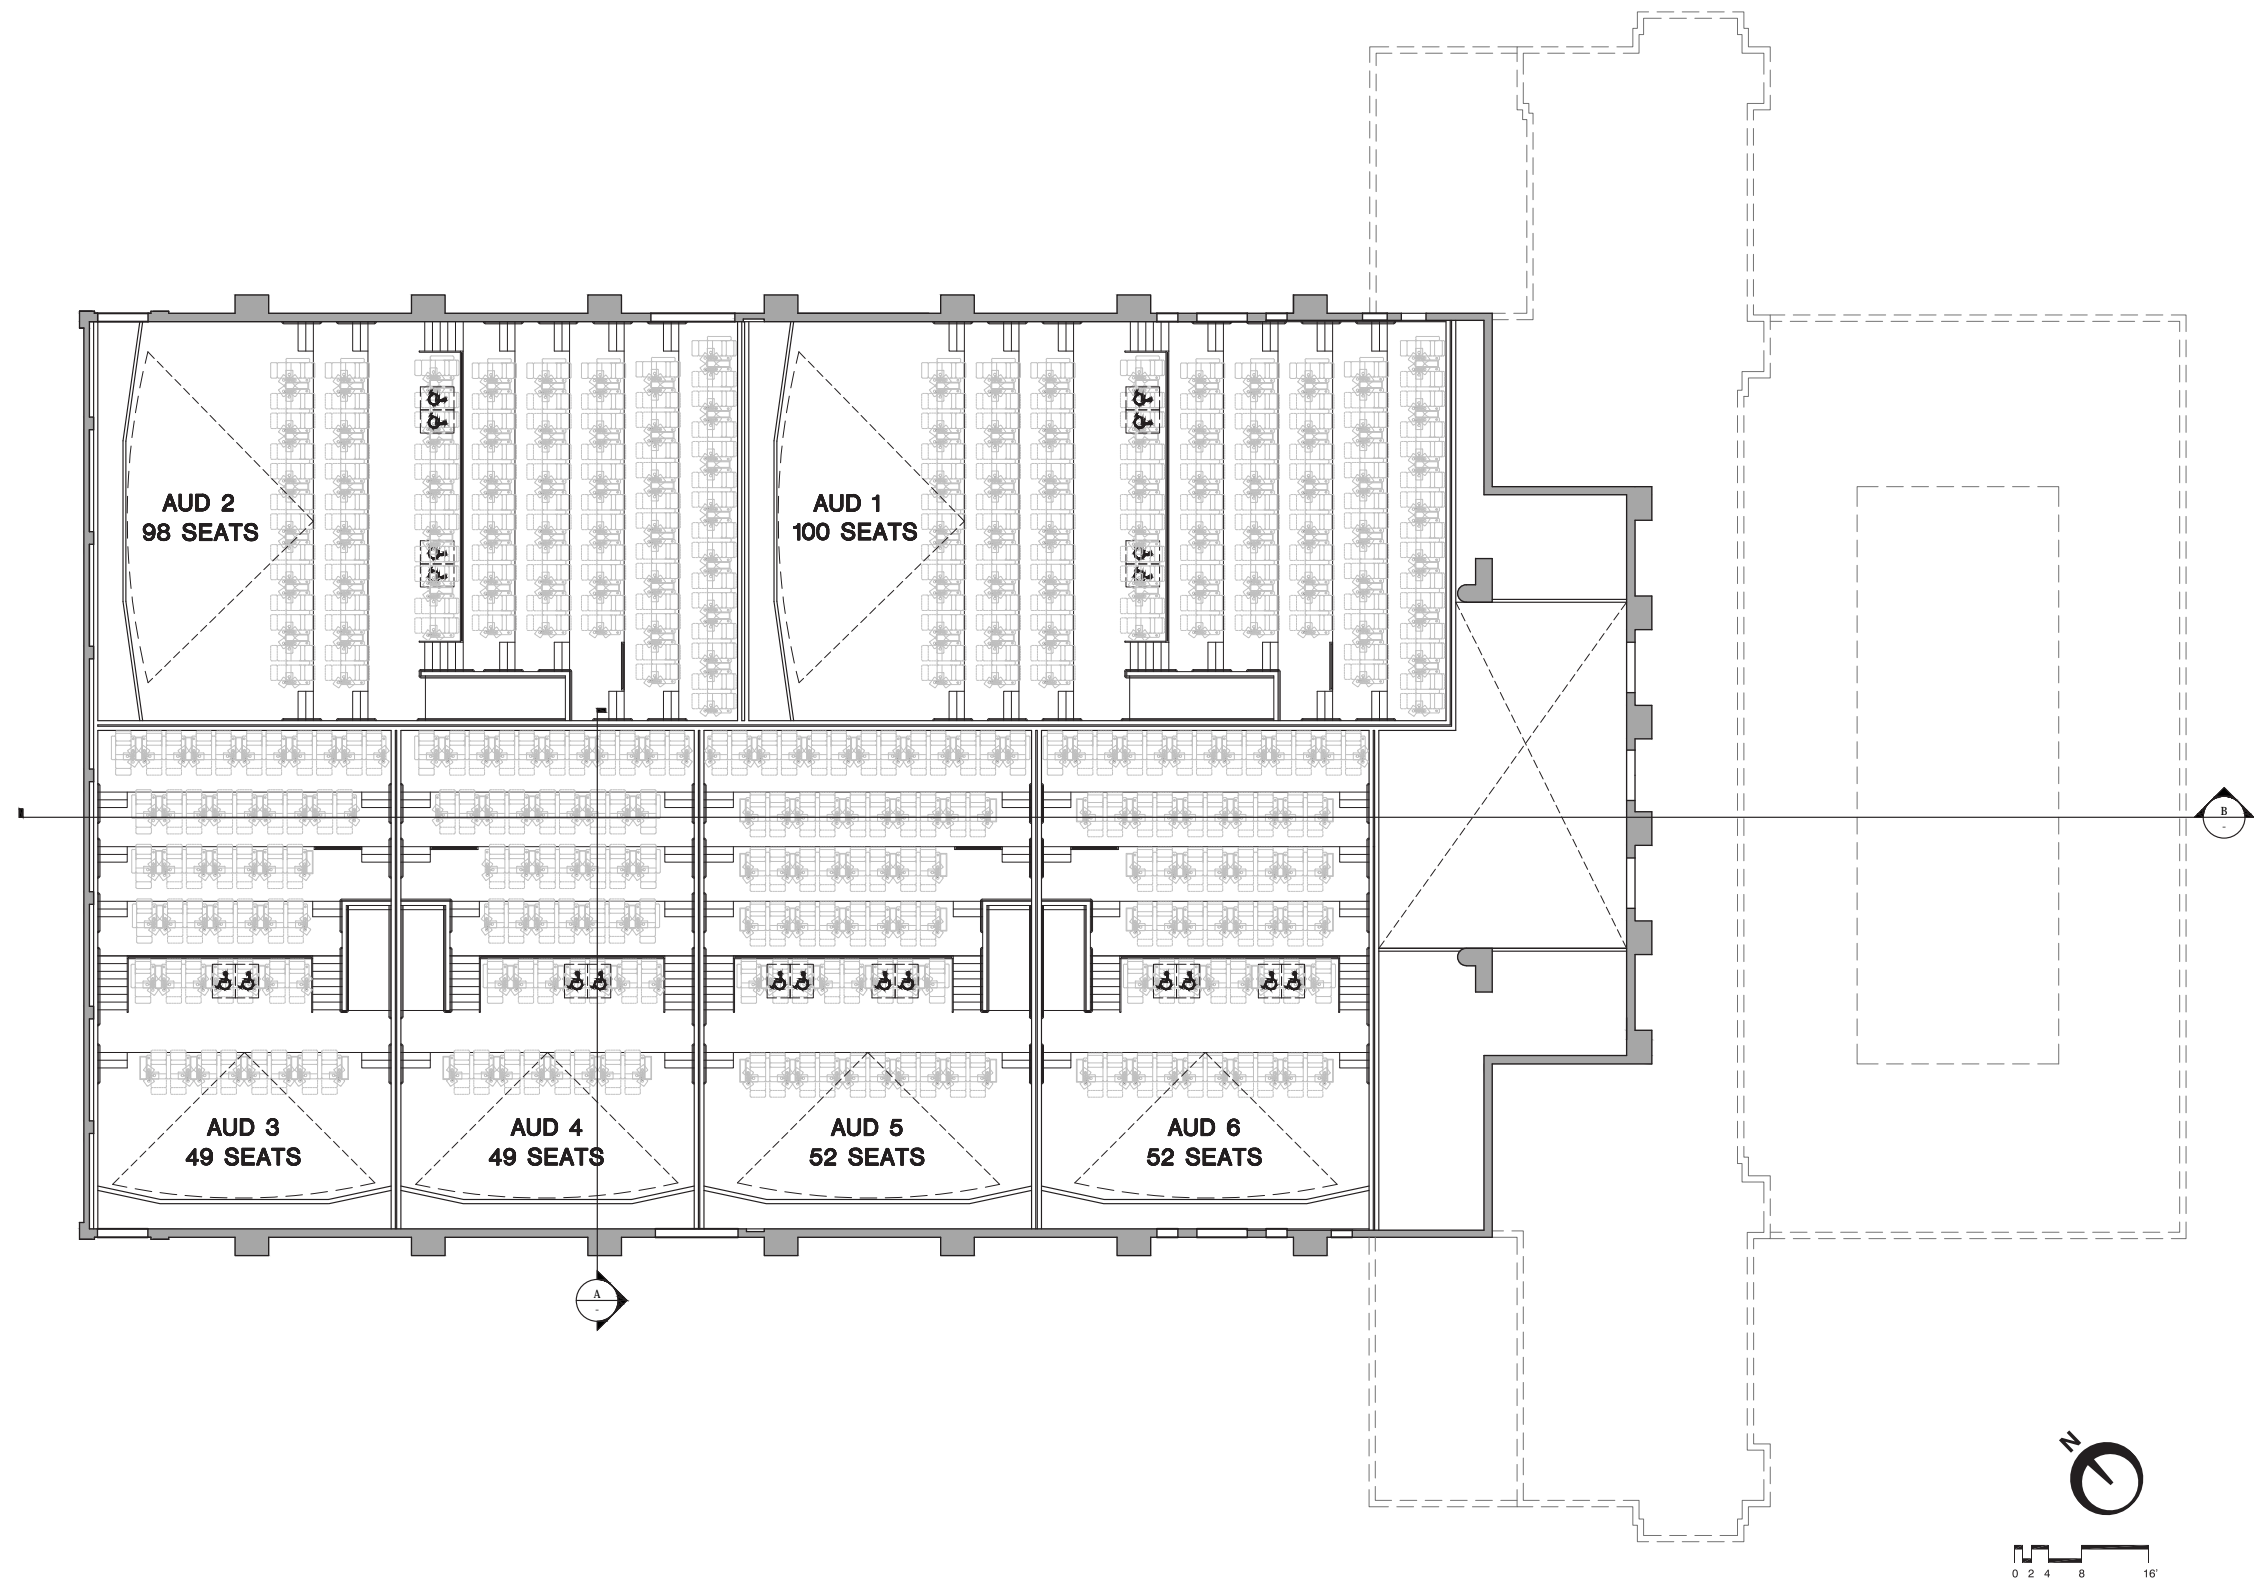 AUD 2
98 SEATS
AUD 1
100 SEATS
B
-
AUD 3
49 SEATS
AUD 4
49 SEATS
AUD 5
52 SEATS
AUD 6
52 SEATS
A
-
N
0 2 4 8 16'